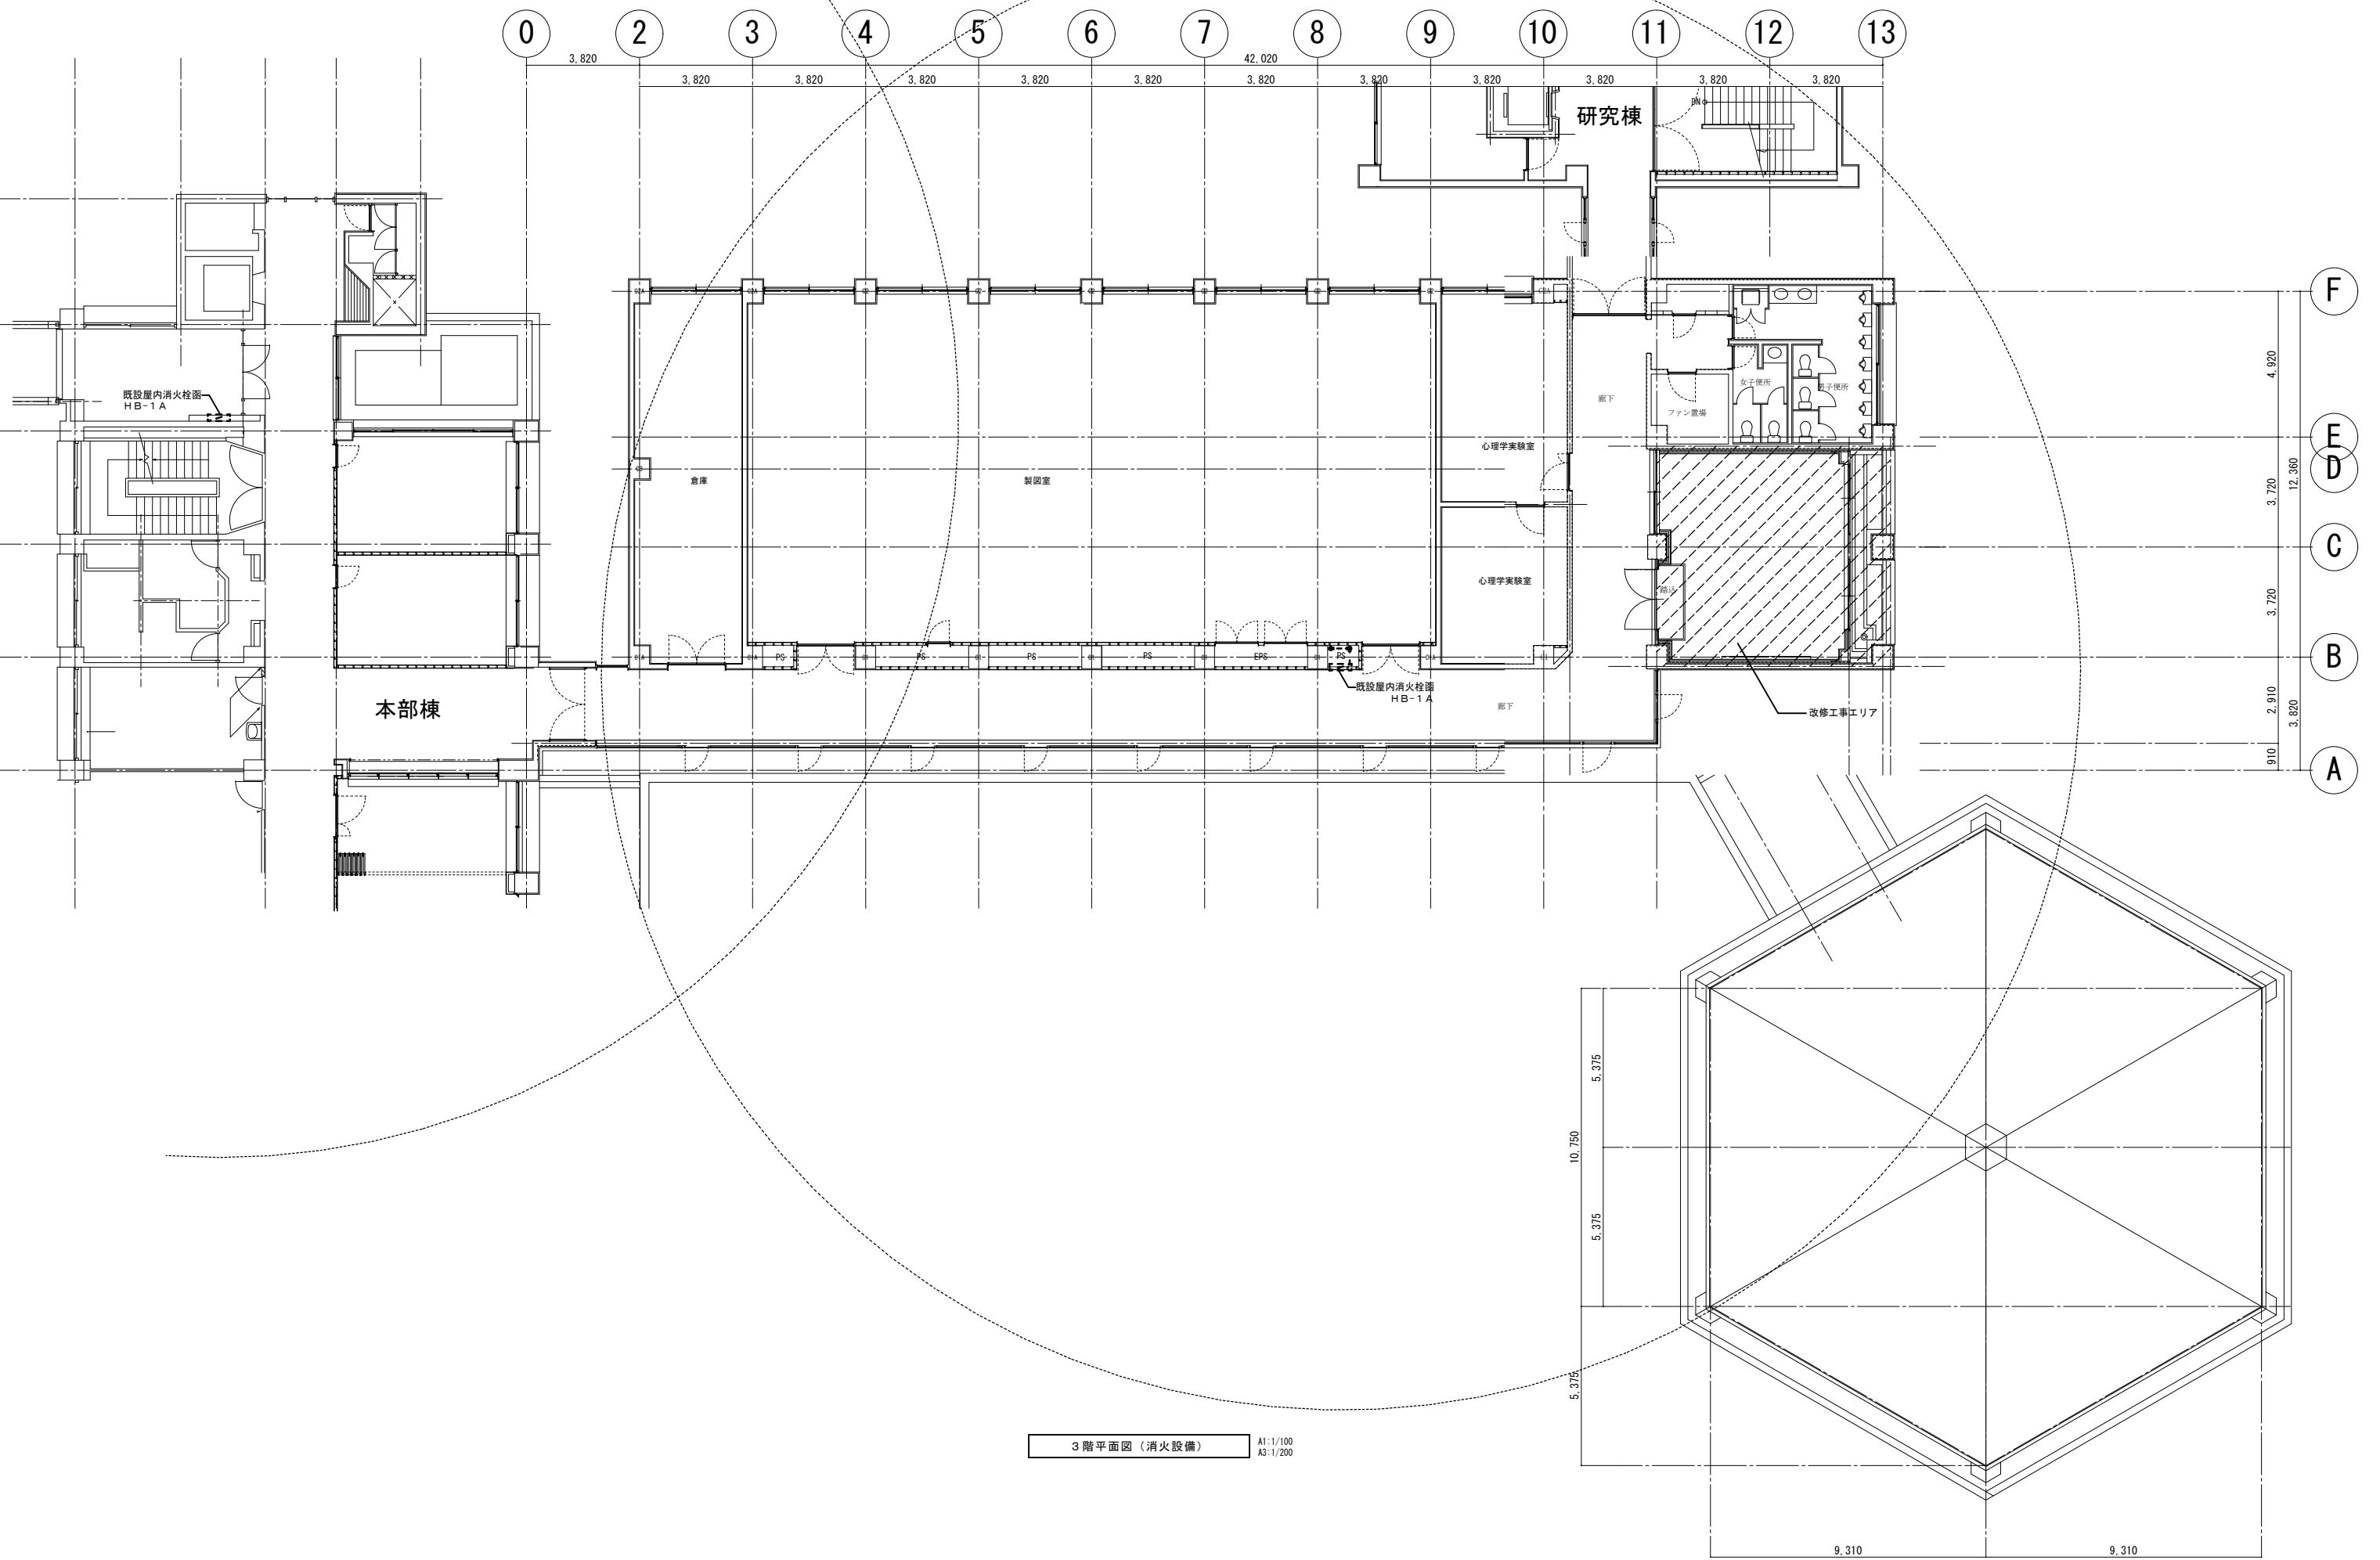 0 2 3 4 5 6 7 8 9 10 11 12 13
3,820 42,020
3,820 3,820 3,820 3,820 3,820 3,820 3,820 3,820 3,820 3,820 3,820
研究棟
DN
F
既設屋内消火栓函
HB-1A
4,920
女子便所
男子便所
廊下
ファン置場
心理学実験室
E
D
倉庫
製図室
3,720
12,360
C
心理学実験室
踏込
3,720
PS PS PS PS EPS PS
B
既設屋内消火栓函
HB-1A
本部棟
廊下
改修工事エリア
2,910
3,820
910
A
5,375
10,750
5,375
5,375
3階平面図（消火設備）
A1:1/100
A3:1/200
9,310 9,310